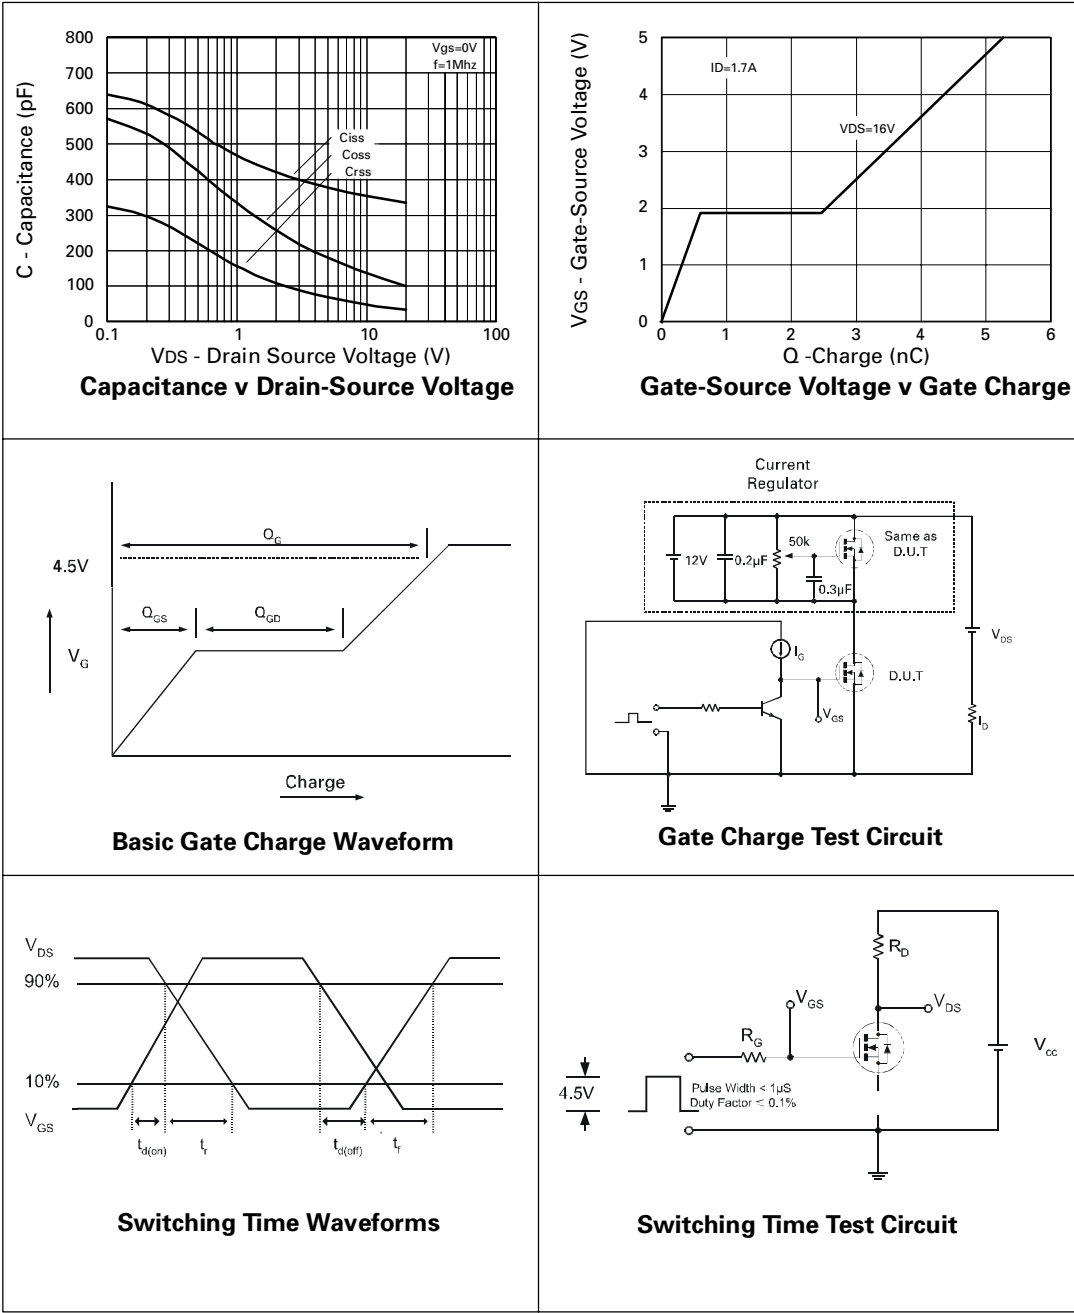 800
700
600
500
400
300
200
100
0
C - Capacitance (pF)
Vgs=0V
f=1Mhz
Ciss
Coss
Crss
0.1
1
10
100
VDS - Drain Source Voltage (V)
Capacitance v Drain-Source Voltage
5
4
3
2
1
0
VGS - Gate-Source Voltage (V)
ID=1.7A
VDS=16V
0
1
2
3
4
5
6
Q -Charge (nC)
Gate-Source Voltage v Gate Charge
QG
4.5V
QGS
QGD
VG
Charge
Basic Gate Charge Waveform
Current
Regulator
12V
0.2µF
50k
0.3µF
Same as
D.U.T
IG
VGS
D.U.T
VDS
ID
Gate Charge Test Circuit
VDS
90%
10%
VGS
td(on)
tr
td(off)
tf
Switching Time Waveforms
RD
VGS
VDS
RG
Vcc
4.5V
Pulse Width < 1µS
Duty Factor ≤ 0.1%
Switching Time Test Circuit